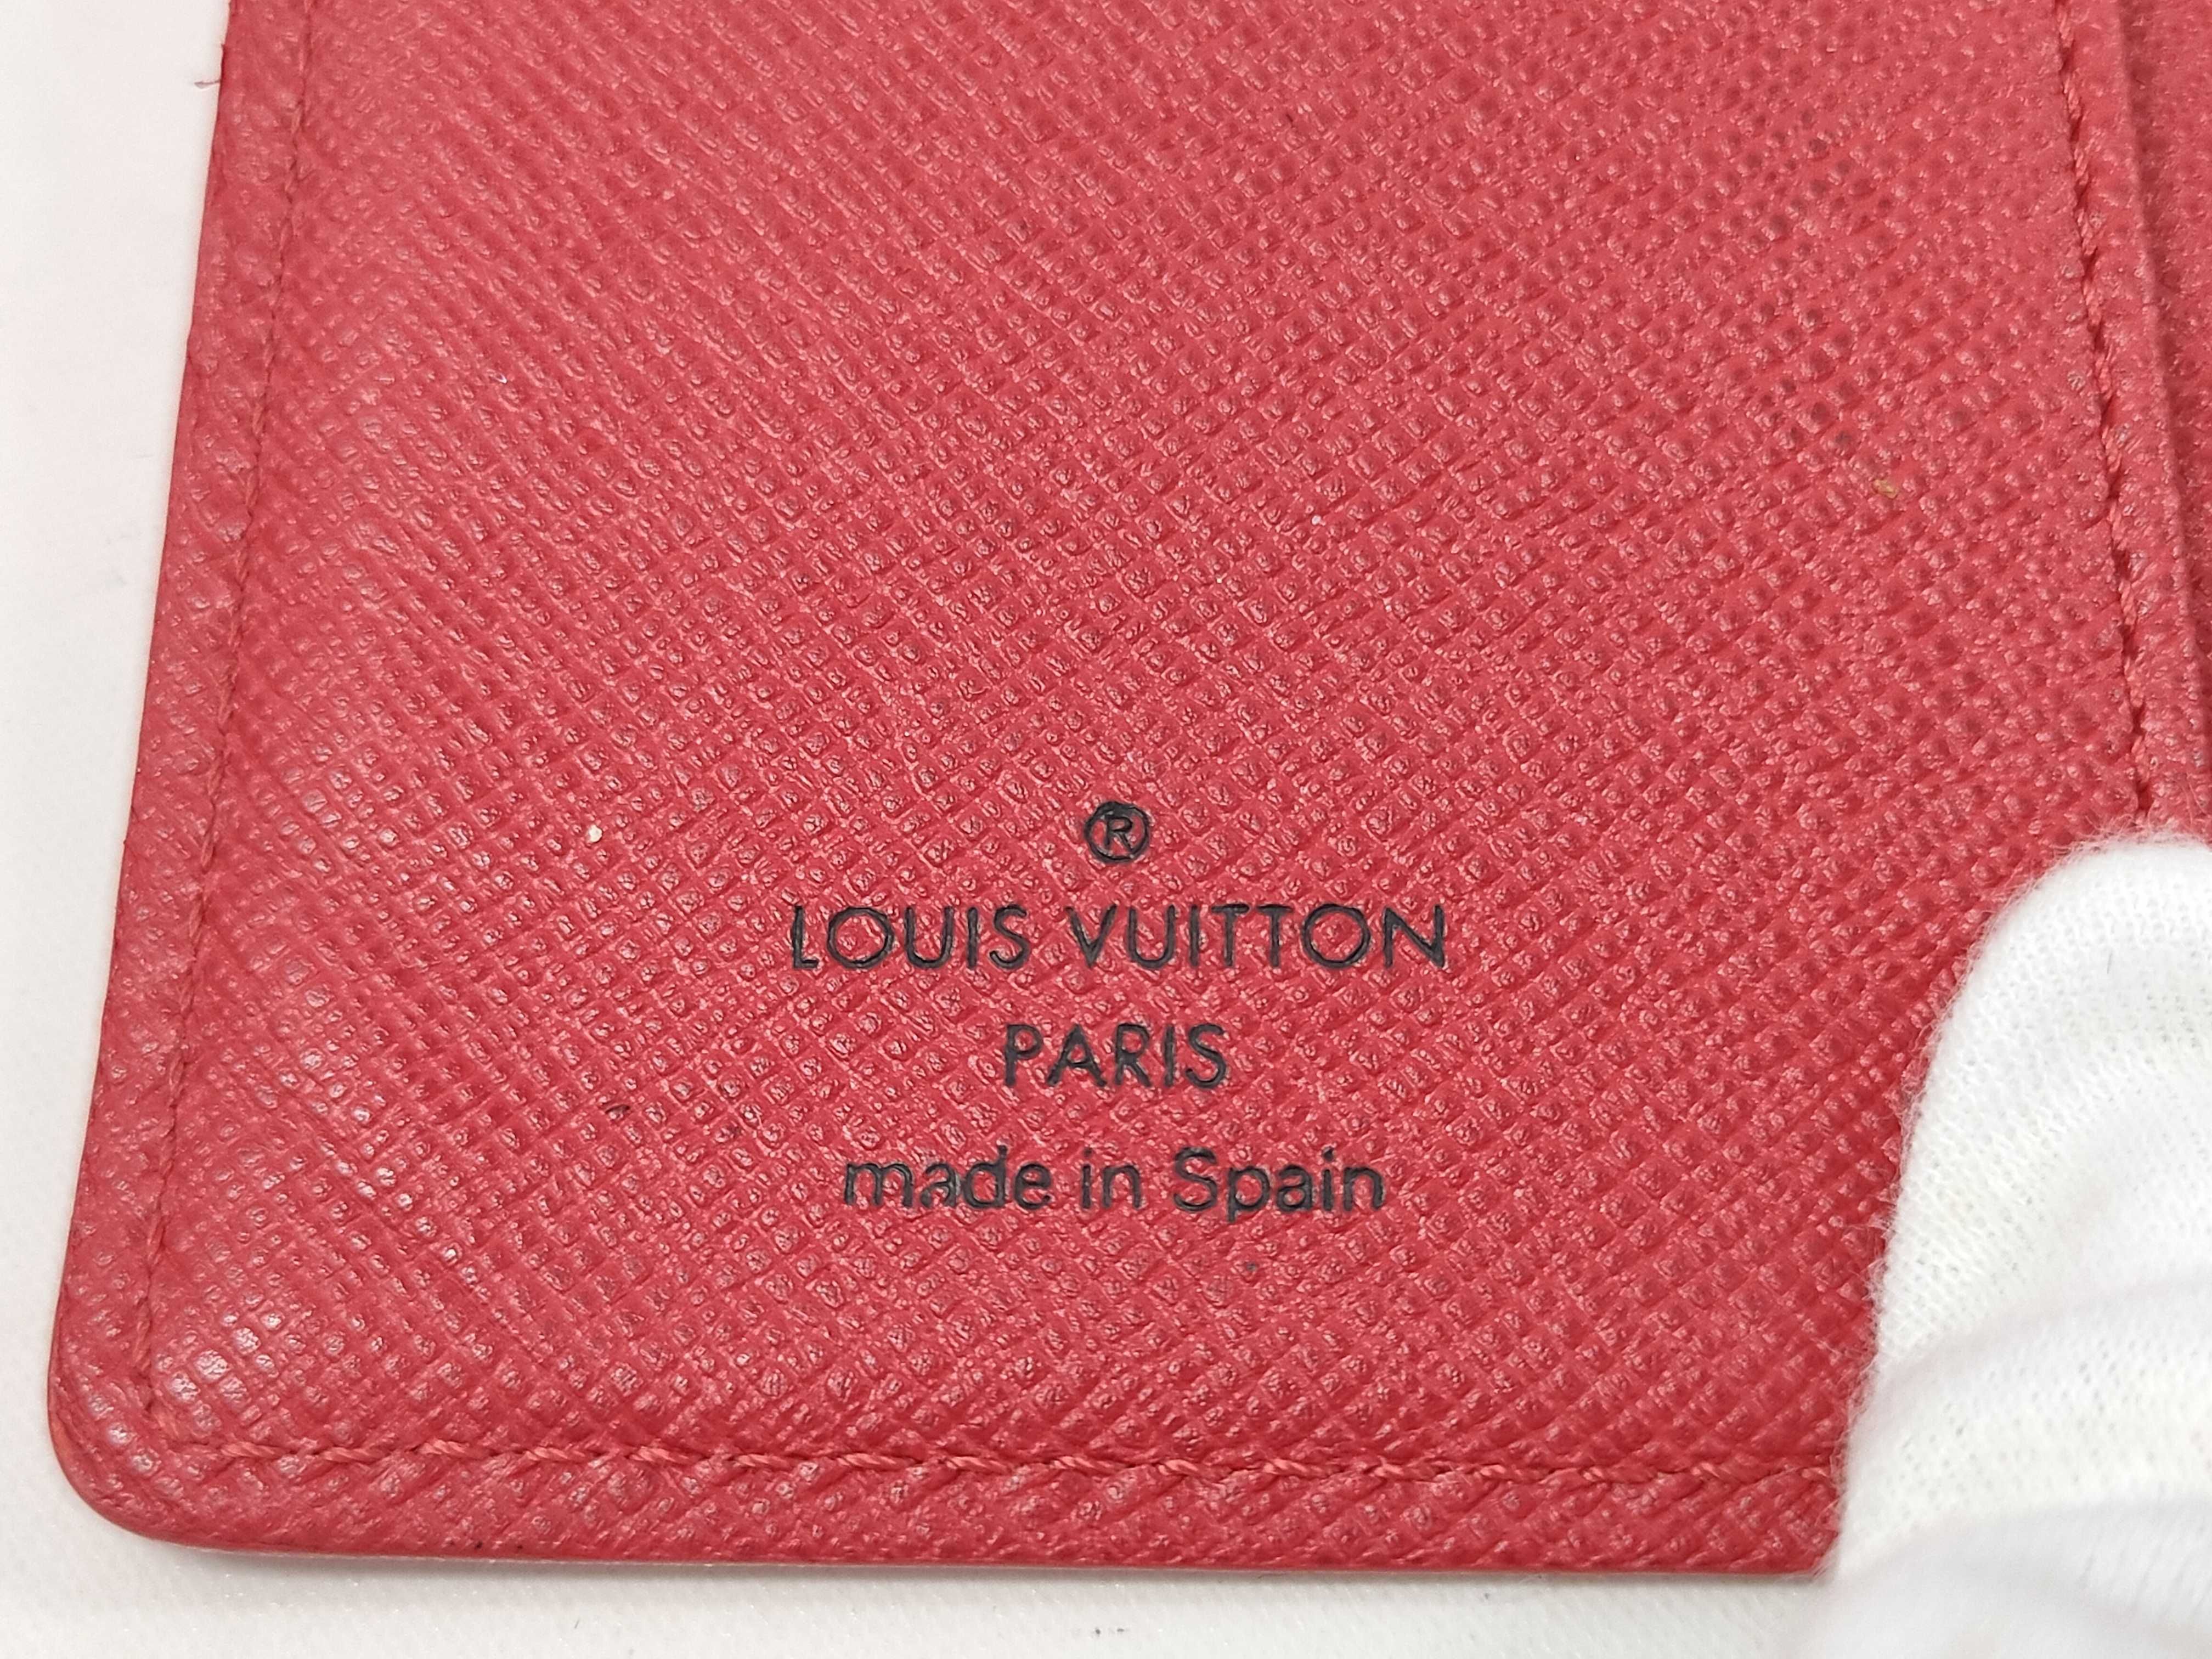 ®
LOUIS VUITTON
PARIS
made in Spain